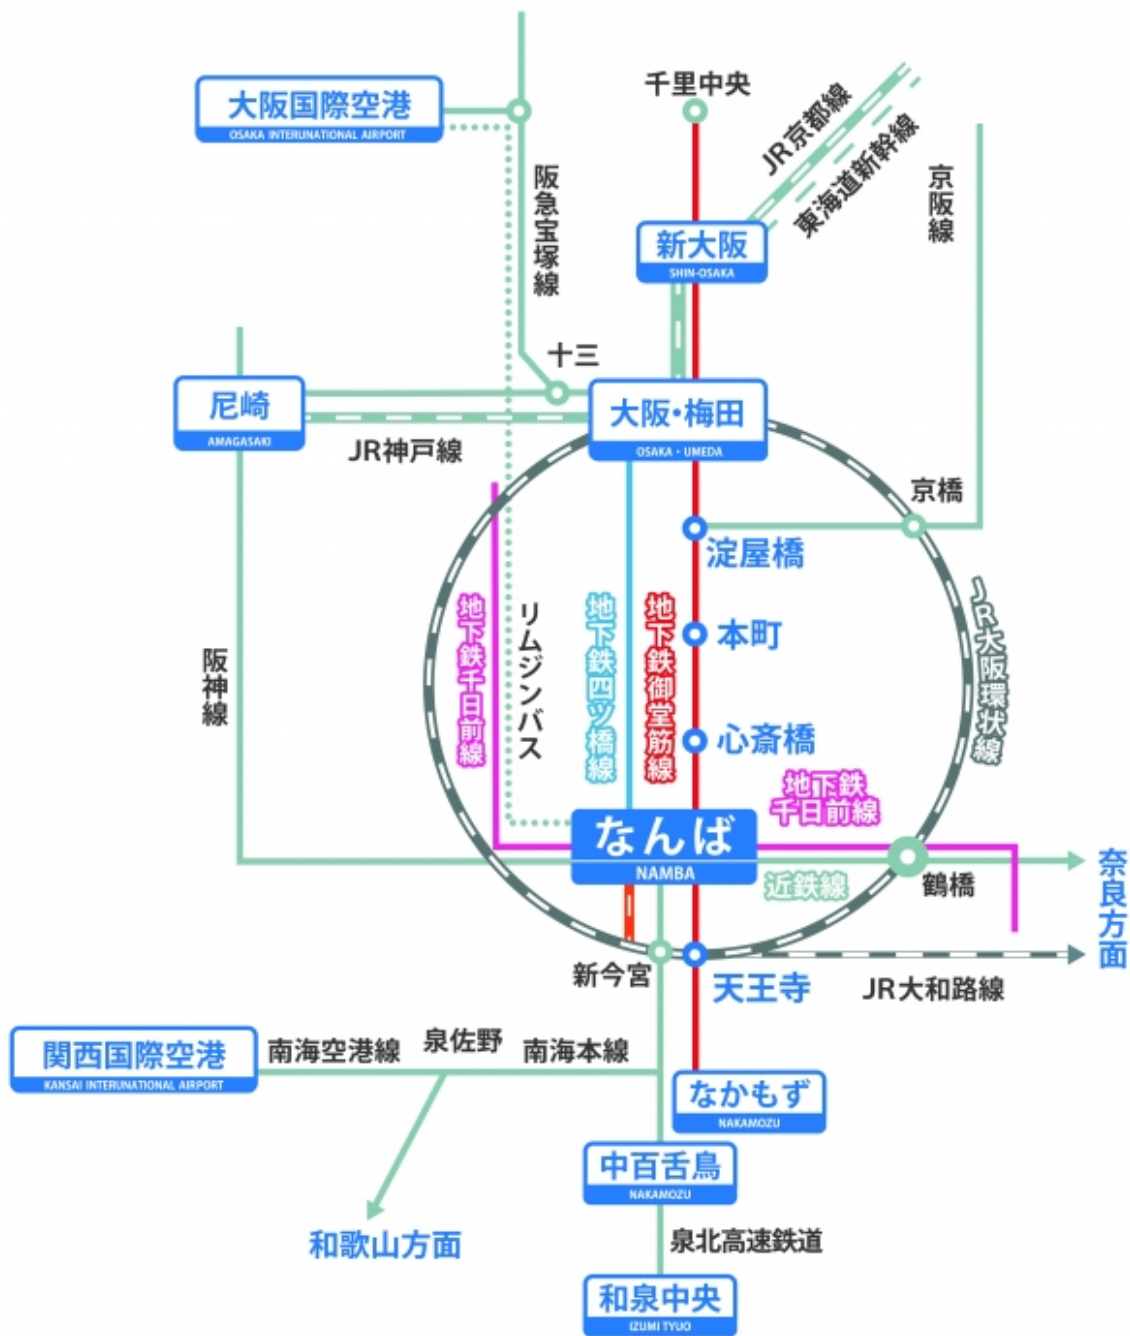 千里中央
大阪国際空港
OSAKA INTERUNATIONAL AIRPORT
JR京都線
東海道新幹線
京阪線
阪急宝塚線
新大阪
SHIN-OSAKA
十三
尼崎
AMAGASAKI
大阪・梅田
OSAKA・UMEDA
JR神戸線
京橋
淀屋橋
地下鉄千日前線
リムジンバス
地下鉄四ツ橋線
地下鉄御堂筋線
JR大阪環状線
本町
阪神線
心斎橋
地下鉄
千日前線
なんば
NAMBA
近鉄線
鶴橋
奈良方面
新今宮
天王寺
JR大和路線
関西国際空港
KANSAI INTERUNATIONAL AIRPORT
南海空港線
泉佐野
南海本線
なかもず
NAKAMOZU
中百舌鳥
NAKAMOZU
和歌山方面
泉北高速鉄道
和泉中央
IZUMI TYUO